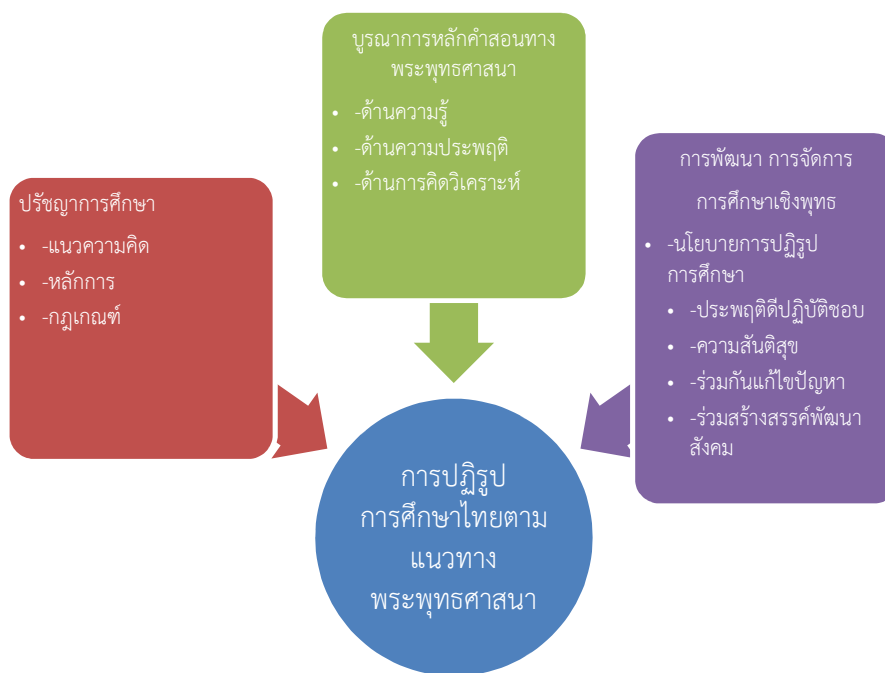 บูรณาการหลักคำสอนทาง
พระพุทธศาสนา
• -ด้านความรู้
• -ด้านความประพฤติ
• -ด้านการคิดวิเคราะห์
ปรัชญาการศึกษา
• -แนวความคิด
• -หลักการ
• -กฎเกณฑ์
การพัฒนา การจัดการ
การศึกษาเชิงพุทธ
• -นโยบายการปฏิรูป
การศึกษา
• -ประพฤติดีปฏิบัติชอบ
• -ความสันติสุข
• -ร่วมกันแก้ไขปัญหา
• -ร่วมสร้างสรรค์พัฒนา
สังคม
การปฏิรูป
การศึกษาไทยตาม
แนวทาง
พระพุทธศาสนา